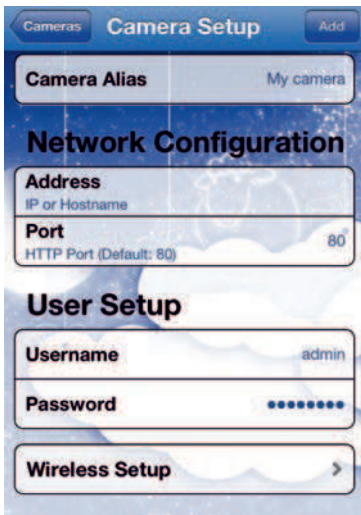 Cameras Camera Setup Add
Camera Alias My camera
Network Configuration
Address
IP or Hostname
Port 80
HTTP Port (Default: 80)
User Setup
Username admin
Password ••••••••
Wireless Setup >